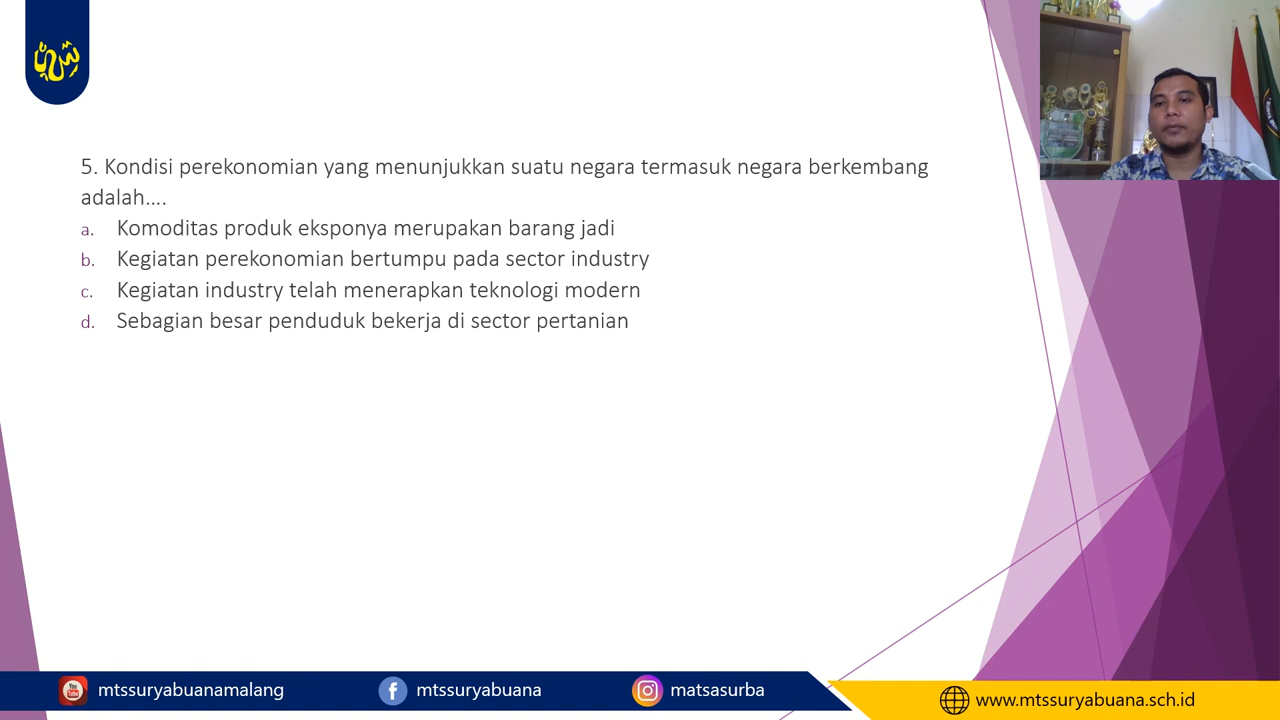 5. Kondisi perekonomian yang menunjukkan suatu negara termasuk negara berkembang
adalah....
a. Komoditas produk eksponya merupakan barang jadi
b. Kegiatan perekonomian bertumpu pada sector industry
c. Kegiatan industry telah menerapkan teknologi modern
d. Sebagian besar penduduk bekerja di sector pertanian
mtssuryabuanamalang
mtssuryabuana
matsasurba
www.mtssuryabuana.sch.id